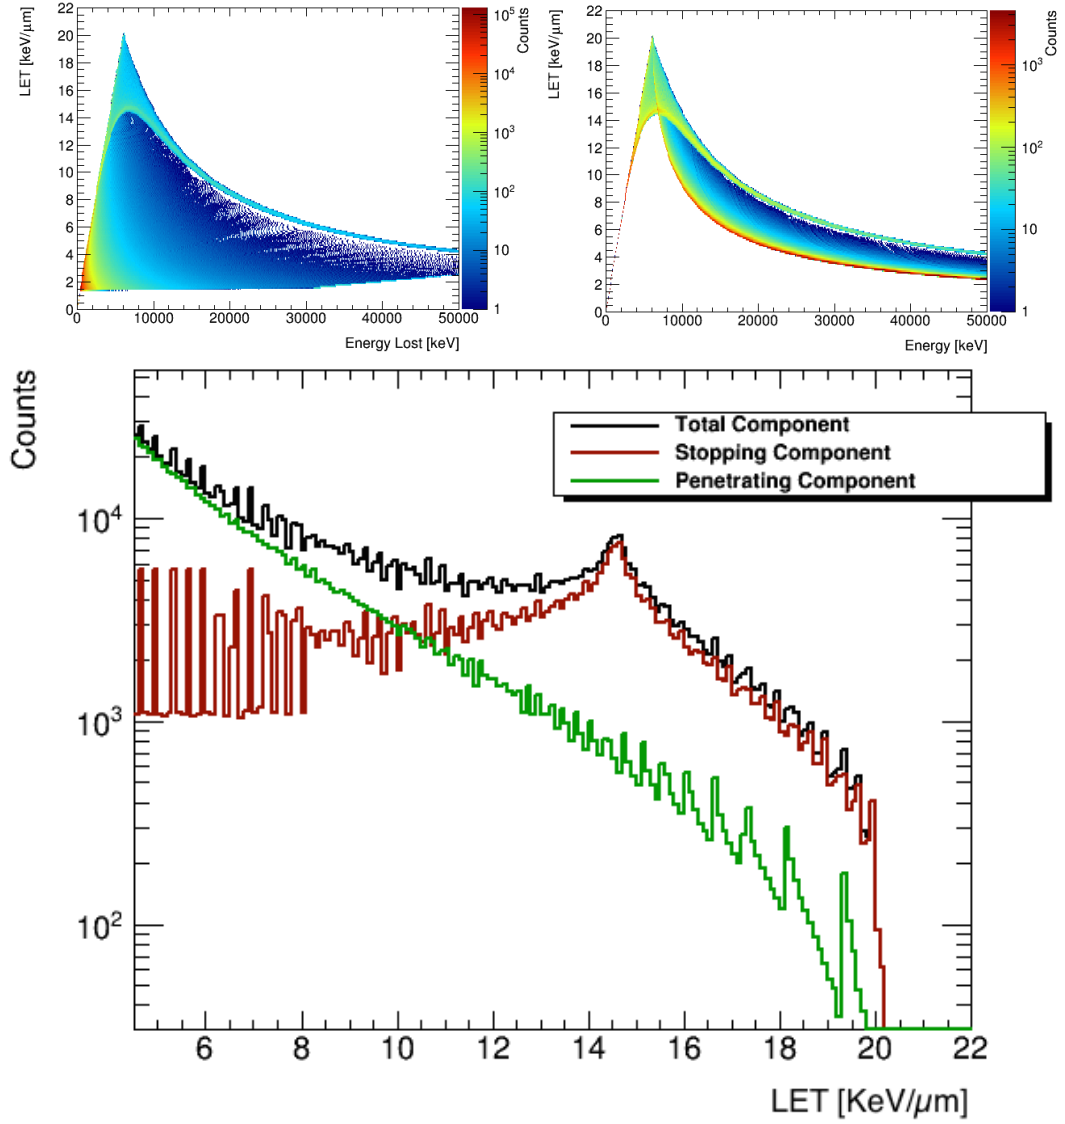 LET [keV/µm]
22
20
18
16
14
12
10
8
6
4
2
0
0 10000 20000 30000 40000 50000
Energy Lost [keV]
Counts
10⁵
10⁴
10³
10²
10
1
LET [keV/µm]
22
20
18
16
14
12
10
8
6
4
2
0
0 10000 20000 30000 40000 50000
Energy [keV]
Counts
10³
10²
10
1
Counts
10⁴
10³
10²
Total Component
Stopping Component
Penetrating Component
6 8 10 12 14 16 18 20 22
LET [KeV/µm]